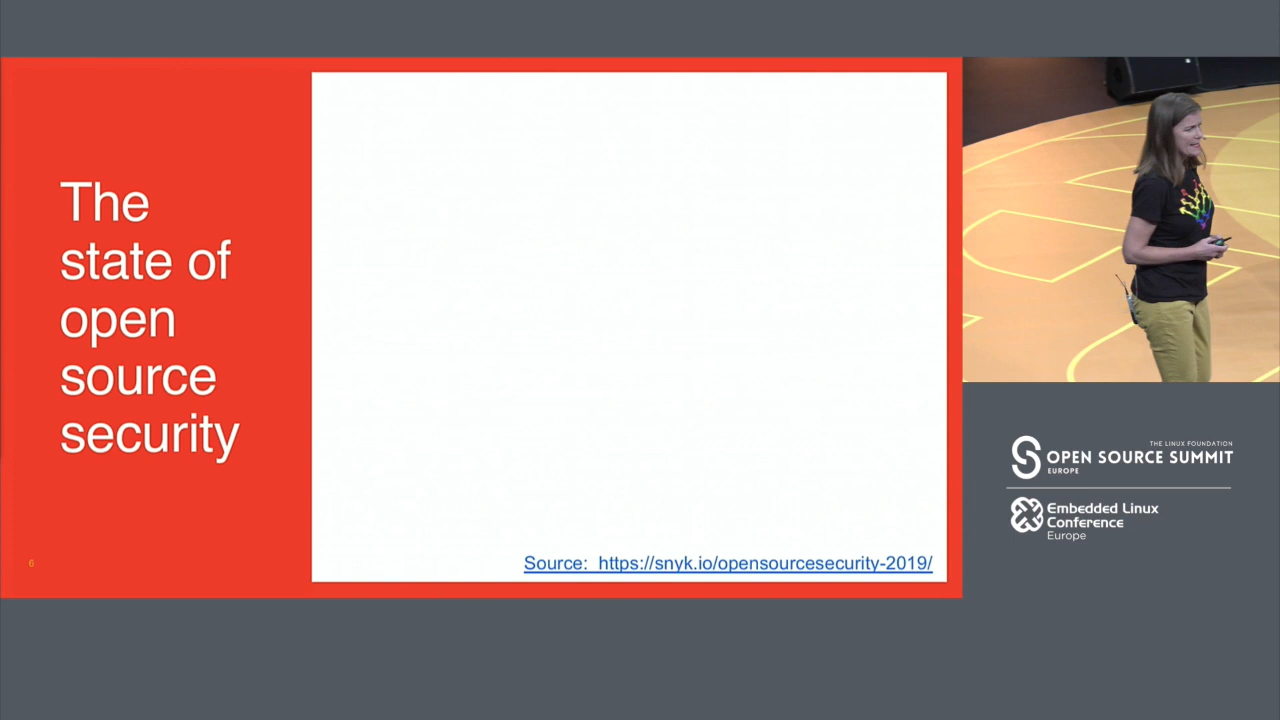 The
state of
open
source
security
6
Source: https://snyk.io/opensourcesecurity-2019/
THE LINUX FOUNDATION
OPEN SOURCE SUMMIT
EUROPE
Embedded Linux
Conference
Europe